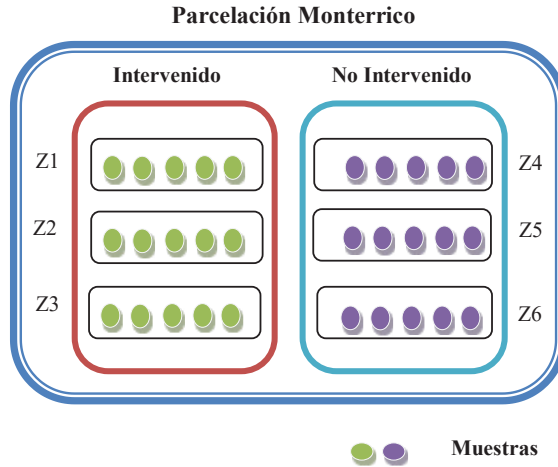 Parcelación Monterrico
Intervenido
No Intervenido
Z1
Z4
Z2
Z5
Z3
Z6
Muestras